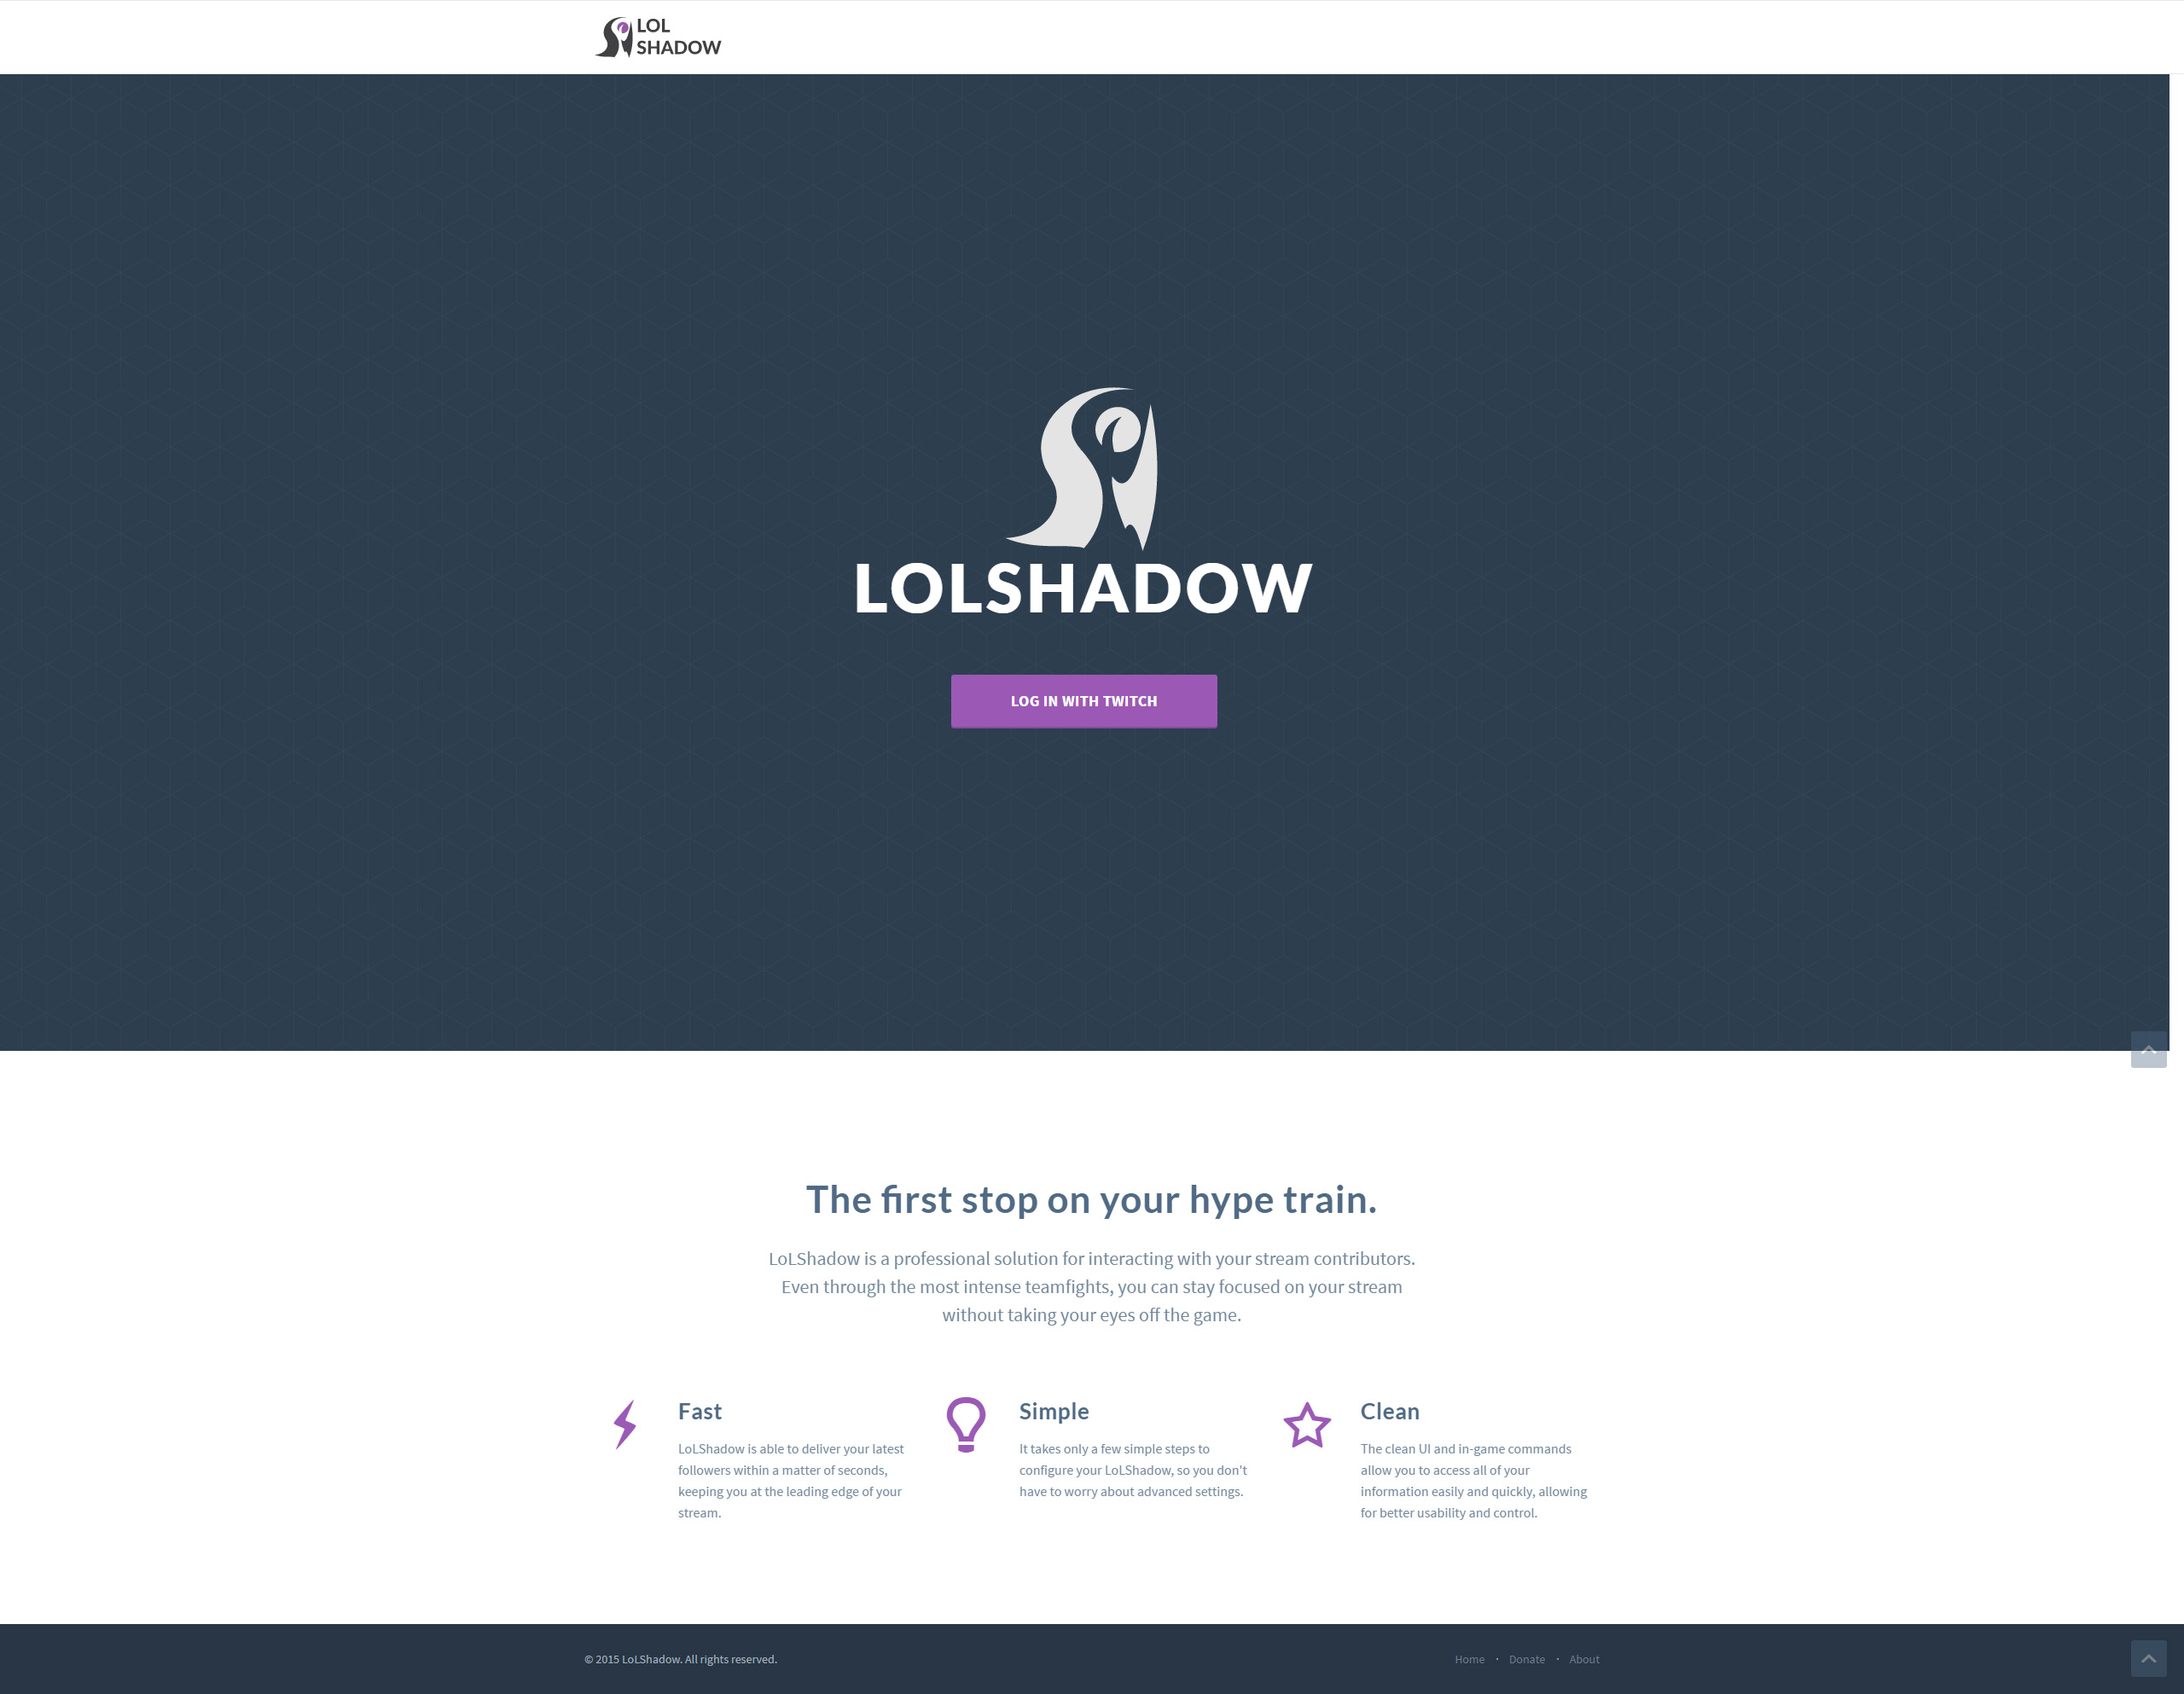 LOL
SHADOW
LOLSHADOW
LOG IN WITH TWITCH
The first stop on your hype train.
LoLShadow is a professional solution for interacting with your stream contributors.
Even through the most intense teamfights, you can stay focused on your stream
without taking your eyes off the game.
Fast
LoLShadow is able to deliver your latest
followers within a matter of seconds,
keeping you at the leading edge of your
stream.
Simple
It takes only a few simple steps to
configure your LoLShadow, so you don't
have to worry about advanced settings.
Clean
The clean UI and in-game commands
allow you to access all of your
information easily and quickly, allowing
for better usability and control.
© 2015 LoLShadow. All rights reserved.
Home · Donate · About